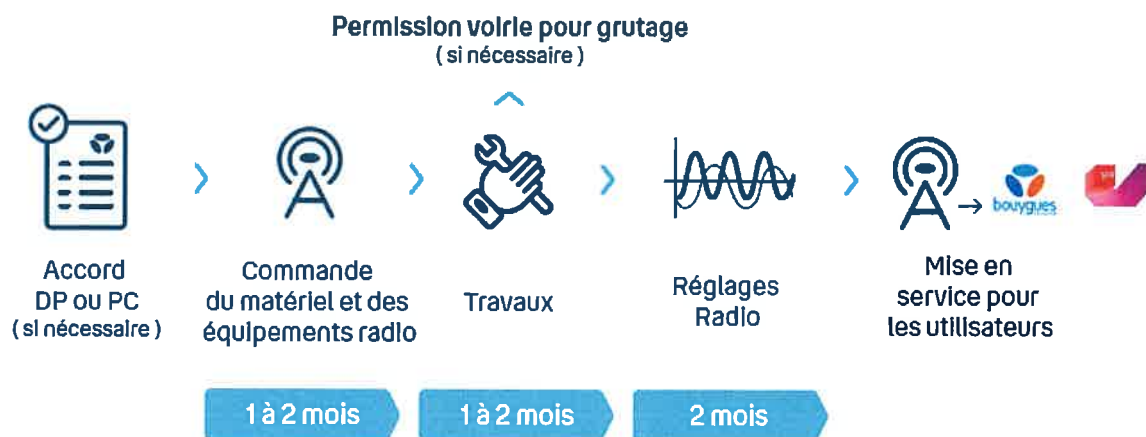 Permission voirie pour grutage
( si nécessaire )
Accord
DP ou PC
( si nécessaire )
Commande
du matériel et des
équipements radio
Travaux
Réglages
Radio
bouygues
Mise en
service pour
les utilisateurs
1 à 2 mois
1 à 2 mois
2 mois